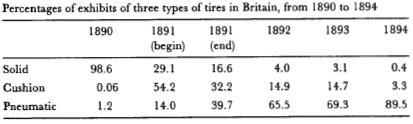 Percentages of exhibits of three types of tires in Britain, from 1890 to 1894
1890 1891 1891 1892 1893 1894
(begin) (end)
Solid 98.6 29.1 16.6 4.0 3.1 0.4
Cushion 0.06 54.2 32.2 14.9 14.7 3.3
Pneumatic 1.2 14.0 39.7 65.5 69.3 89.5